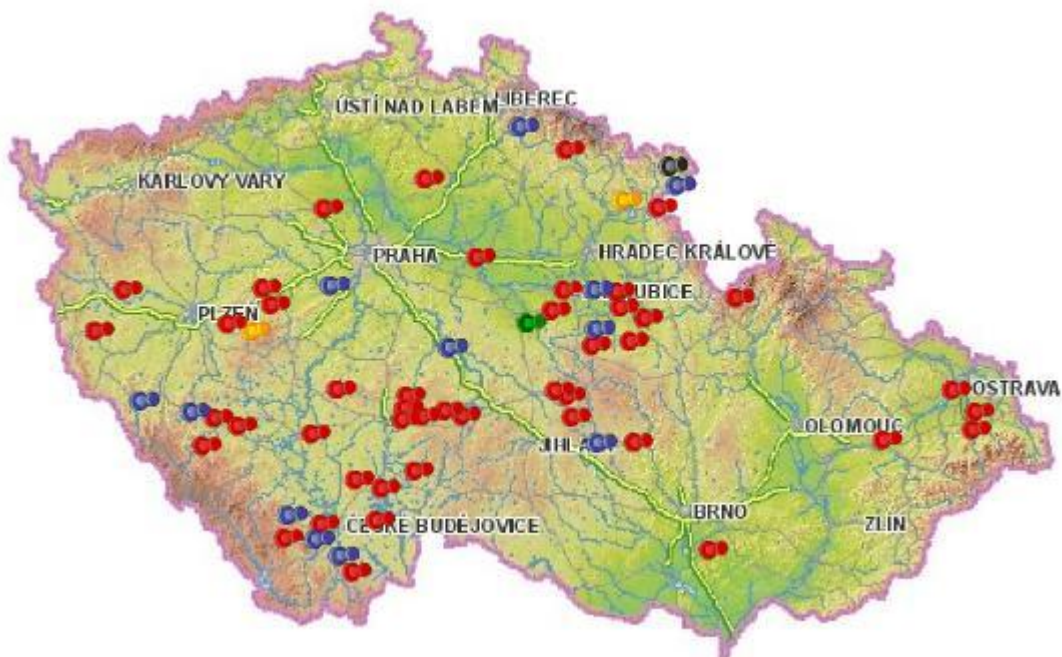 LIBEREC
ÚSTÍ NAD LABEM
KARLOVY VARY
PRAHA
HRADEC KRÁLOVÉ
UBICE
PLZEŇ
OSTRAVA
OLOMOUC
JIHLA
BRNO
ČESKÉ BUDĚJOVICE
ZLÍN